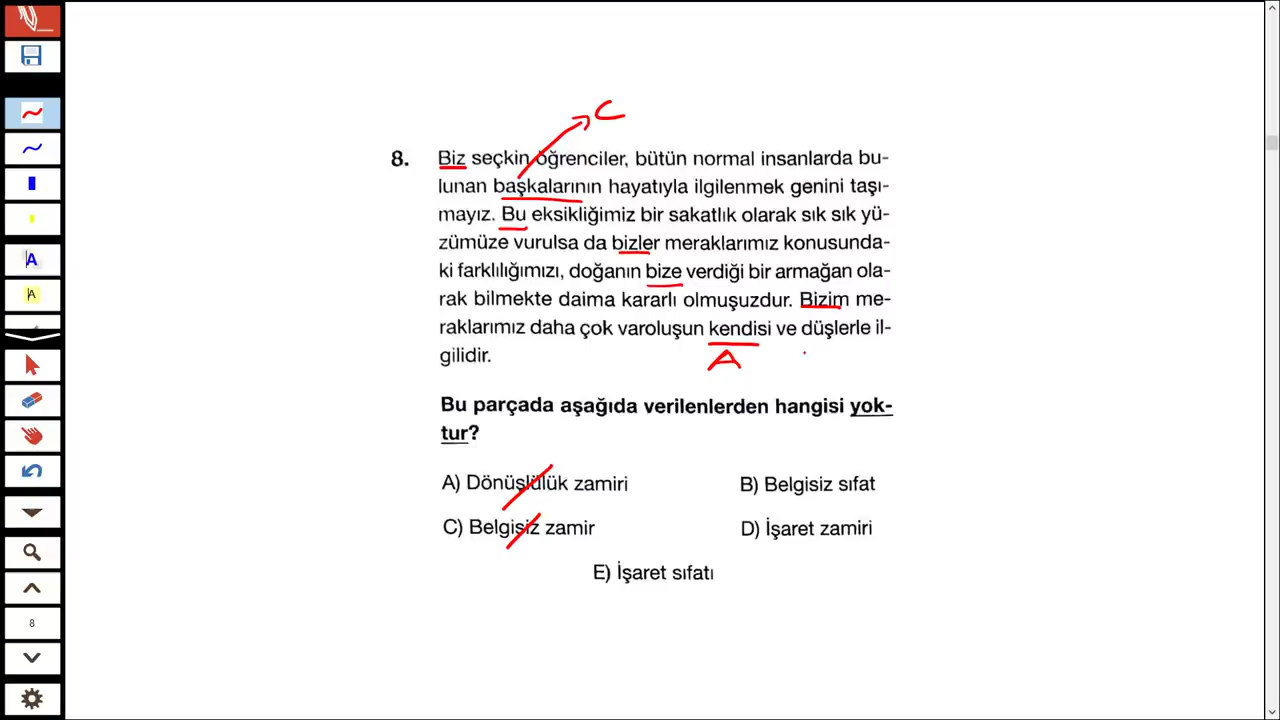 C
8. Biz seçkin öğrenciler, bütün normal insanlarda bu-
lunan başkalarının hayatıyla ilgilenmek genini taşı-
mayız. Bu eksikliğimiz bir sakatlık olarak sık sık yü-
zümüze vurulsa da bizler meraklarımız konusunda-
ki farklılığımızı, doğanın bize verdiği bir armağan ola-
rak bilmekte daima kararlı olmuşuzdur. Bizim me-
raklarımız daha çok varoluşun kendisi ve düşlerle il-
gilidir.
A
Bu parçada aşağıda verilenlerden hangisi yok-
tur?
A) Dönüşlülük zamiri
B) Belgisiz sıfat
C) Belgisiz zamir
D) İşaret zamiri
E) İşaret sıfatı
A
A
8